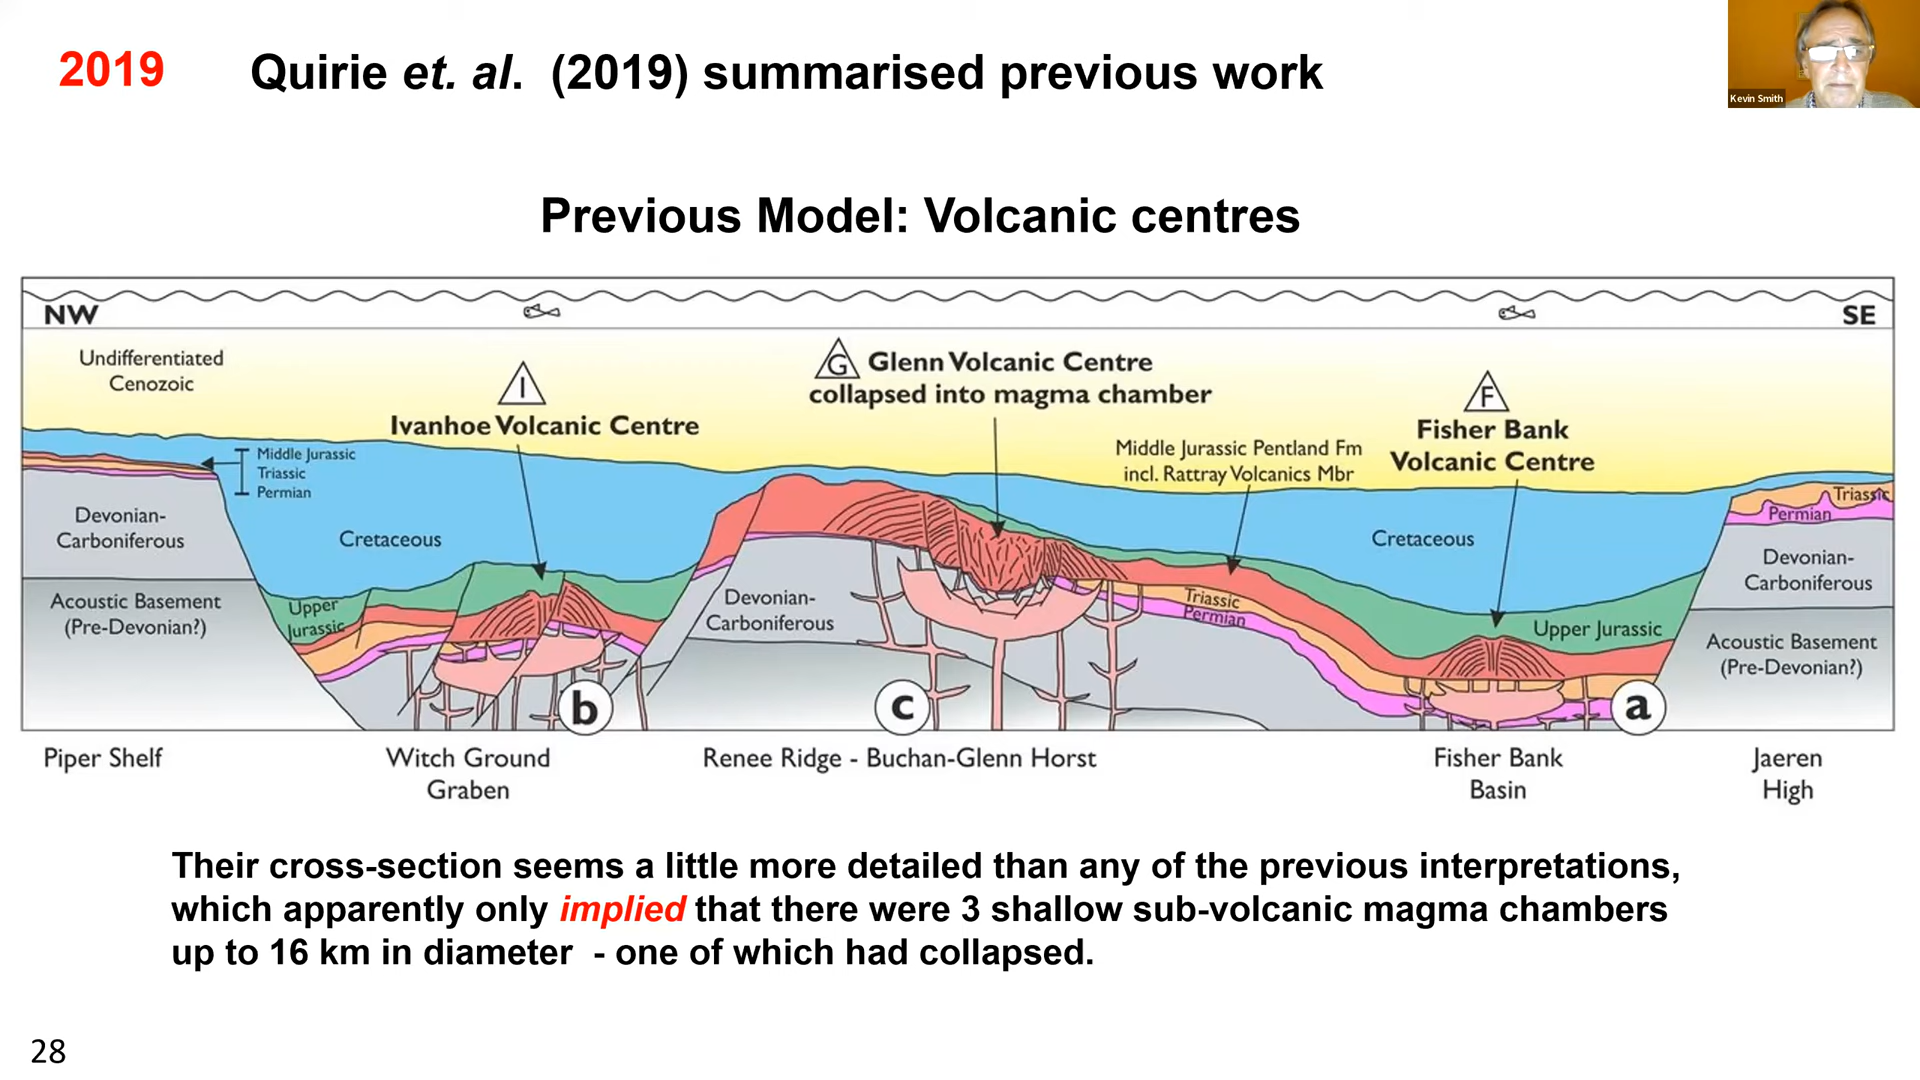 2019
Quirie et. al. (2019) summarised previous work
Kevin Smith
Previous Model: Volcanic centres
NW
SE
Undifferentiated
Cenozoic
I
Ivanhoe Volcanic Centre
G
Glenn Volcanic Centre
collapsed into magma chamber
F
Fisher Bank
Volcanic Centre
Middle Jurassic Pentland Fm
incl. Rattray Volcanics Mbr
Middle Jurassic
Triassic
Permian
Devonian-
Carboniferous
Cretaceous
Cretaceous
Triassic
Permian
Devonian-
Carboniferous
Acoustic Basement
(Pre-Devonian?)
Upper
Jurassic
Devonian-
Carboniferous
Triassic
Permian
Upper Jurassic
Acoustic Basement
(Pre-Devonian?)
b
c
a
Piper Shelf
Witch Ground
Graben
Renee Ridge - Buchan-Glenn Horst
Fisher Bank
Basin
Jaeren
High
Their cross-section seems a little more detailed than any of the previous interpretations,
which apparently only implied that there were 3 shallow sub-volcanic magma chambers
up to 16 km in diameter - one of which had collapsed.
28